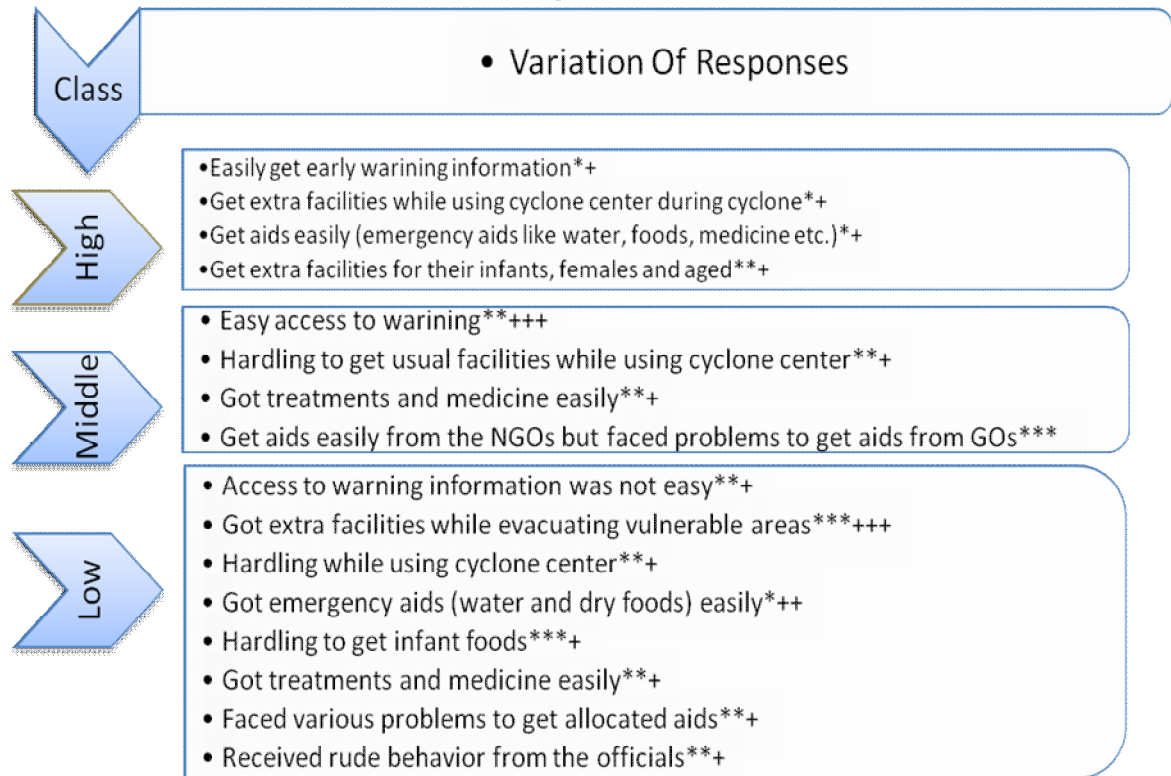 Class
• Variation Of Responses
High
•Easily get early warining information*+
•Get extra facilities while using cyclone center during cyclone*+
•Get aids easily (emergency aids like water, foods, medicine etc.)*+
•Get extra facilities for their infants, females and aged**+
Middle
• Easy access to warining**+++
• Hardling to get usual facilities while using cyclone center**+
• Got treatments and medicine easily**+
• Get aids easily from the NGOs but faced problems to get aids from GOs***
Low
• Access to warning information was not easy**+
• Got extra facilities while evacuating vulnerable areas***+++
• Hardling while using cyclone center**+
• Got emergency aids (water and dry foods) easily*++
• Hardling to get infant foods***+
• Got treatments and medicine easily**+
• Faced various problems to get allocated aids**+
• Received rude behavior from the officials**+